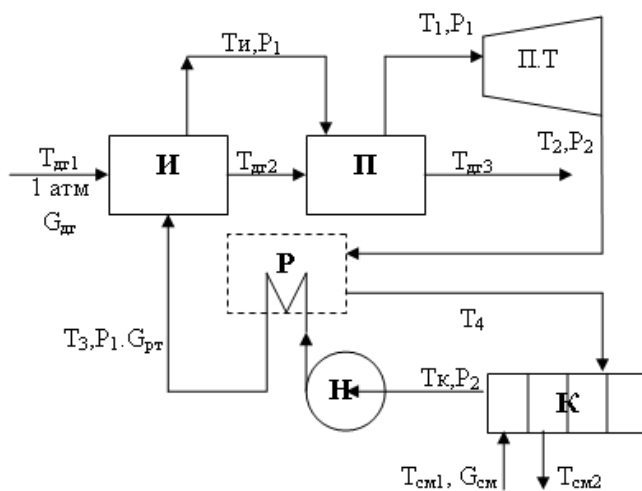 Tи,P₁
T₁,P₁
П.Т
Tдг1
1 атм
Gдг
И
Tдг2
П
Tдг3
T₂,P₂
Р
T₄
T₃,P₁.Gрт
Н
Tк,P₂
К
Tсм1, Gсм
Tсм2